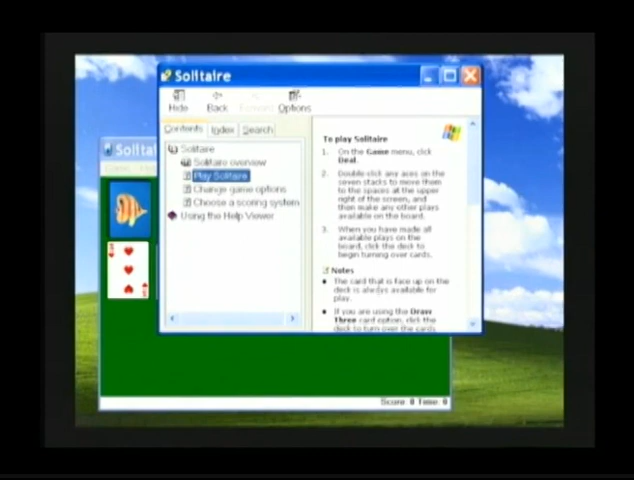 Solitaire
Hide Back Forward Options
Contents Index Search
Solitaire
Solitaire overview
Play Solitaire
Change game options
Choose a scoring system
Using the Help Viewer
To play Solitaire
1. On the Game menu, click
Deal.
2. Double-click any aces on the
seven stacks to move them
to the spaces at the upper
right of the screen, and
then make any other plays
available on the board.
3. When you have made all
available plays on the
board, click the deck to
begin turning over cards.
Notes
• The card that is face up on the
deck is always available for
play.
• If you are using the Draw
Three card option, click the
deck to turn over the cards
Solita
Game
3
Score: 0 Time: 0